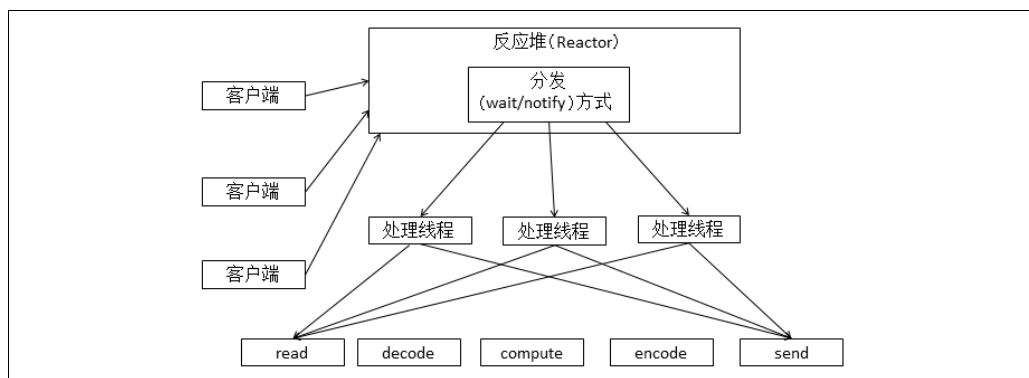 反应堆(Reactor)
分发
(wait/notify)方式
客户端
客户端
客户端
处理线程
处理线程
处理线程
read
decode
compute
encode
send